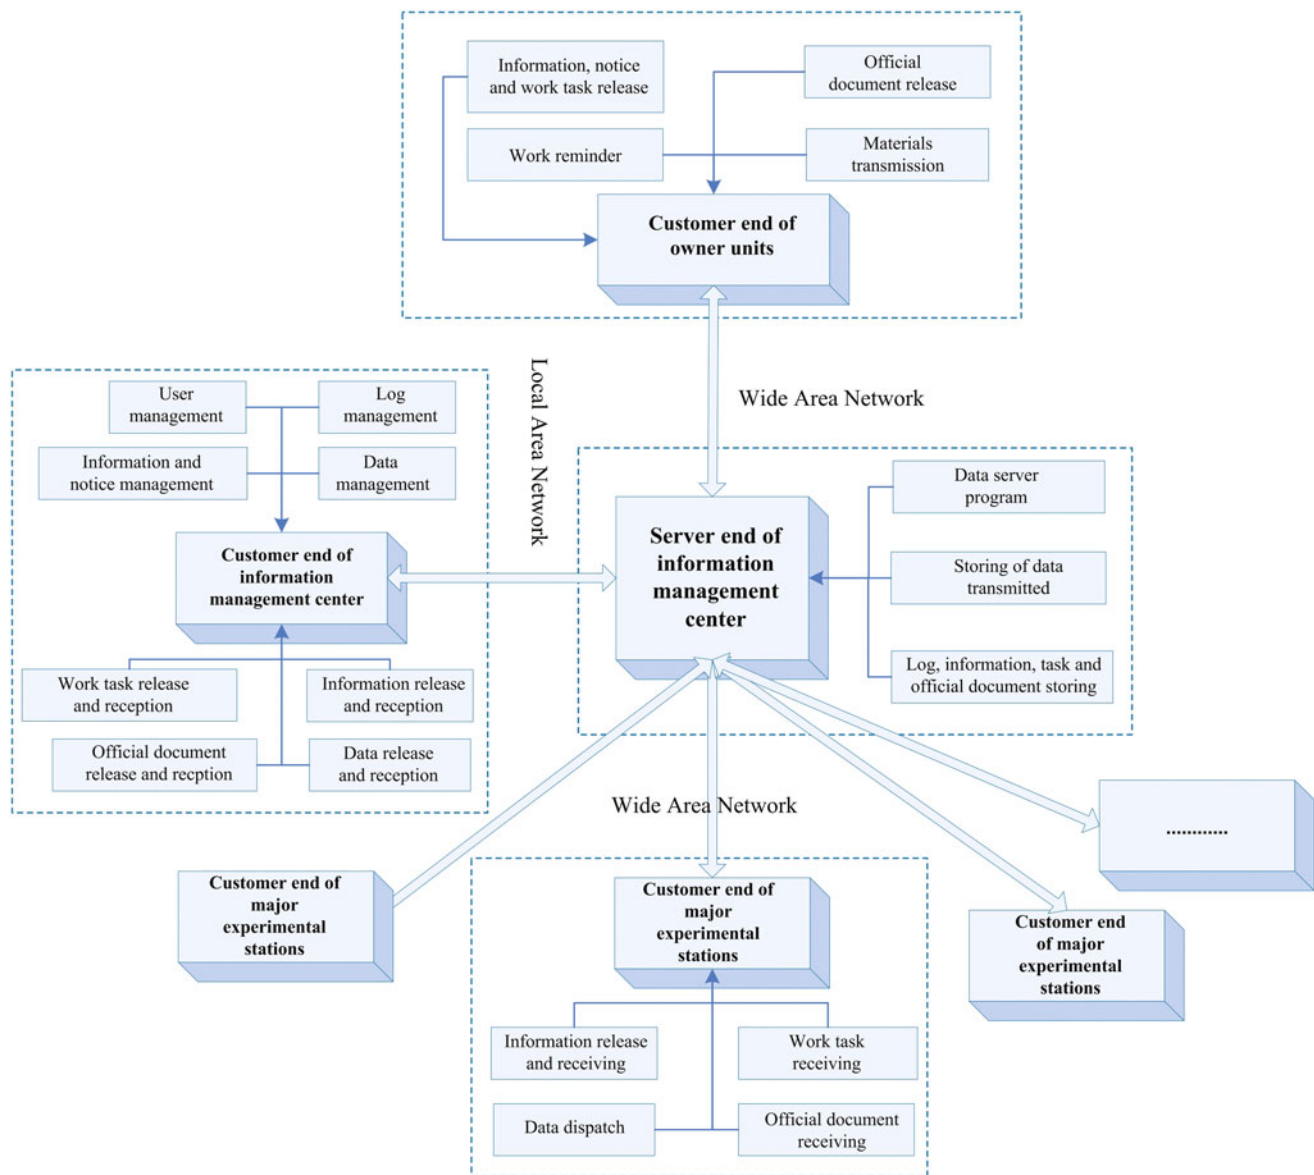 Information, notice
and work task release
Official
document release
Work reminder
Materials
transmission
Customer end of
owner units
Local Area Network
Wide Area Network
User
management
Log
management
Information and
notice management
Data
management
Customer end of
information
management center
Work task release
and reception
Information release
and reception
Official document
release and recption
Data release
and reception
Server end of
information
management
center
Data server
program
Storing of data
transmitted
Log, information, task and
official document storing
Wide Area Network
............
Customer end of
major
experimental
stations
Customer end of
major
experimental
stations
Customer end
of major
experimental
stations
Information release
and receiving
Work task
receiving
Data dispatch
Official document
receiving